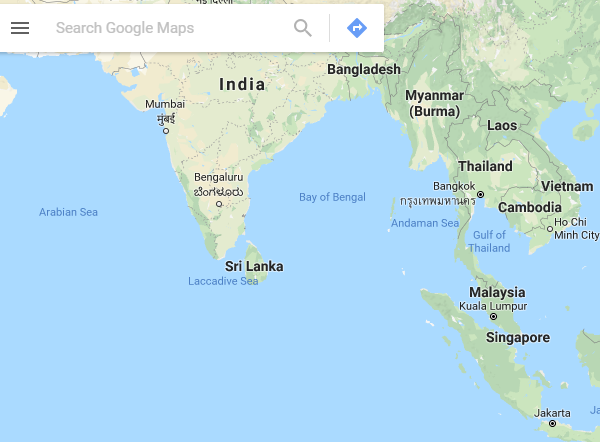 Search Google Maps
India
Bangladesh
Mumbai
मुंबई
Myanmar
(Burma)
Laos
Thailand
Bengaluru
ಬೆಂಗಳೂರು
Bangkok
กรุงเทพมหานคร
Vietnam
Bay of Bengal
Cambodia
Arabian Sea
Andaman Sea
Ho Chi
Minh City
Gulf of
Thailand
Sri Lanka
Laccadive Sea
Malaysia
Kuala Lumpur
Singapore
Jakarta